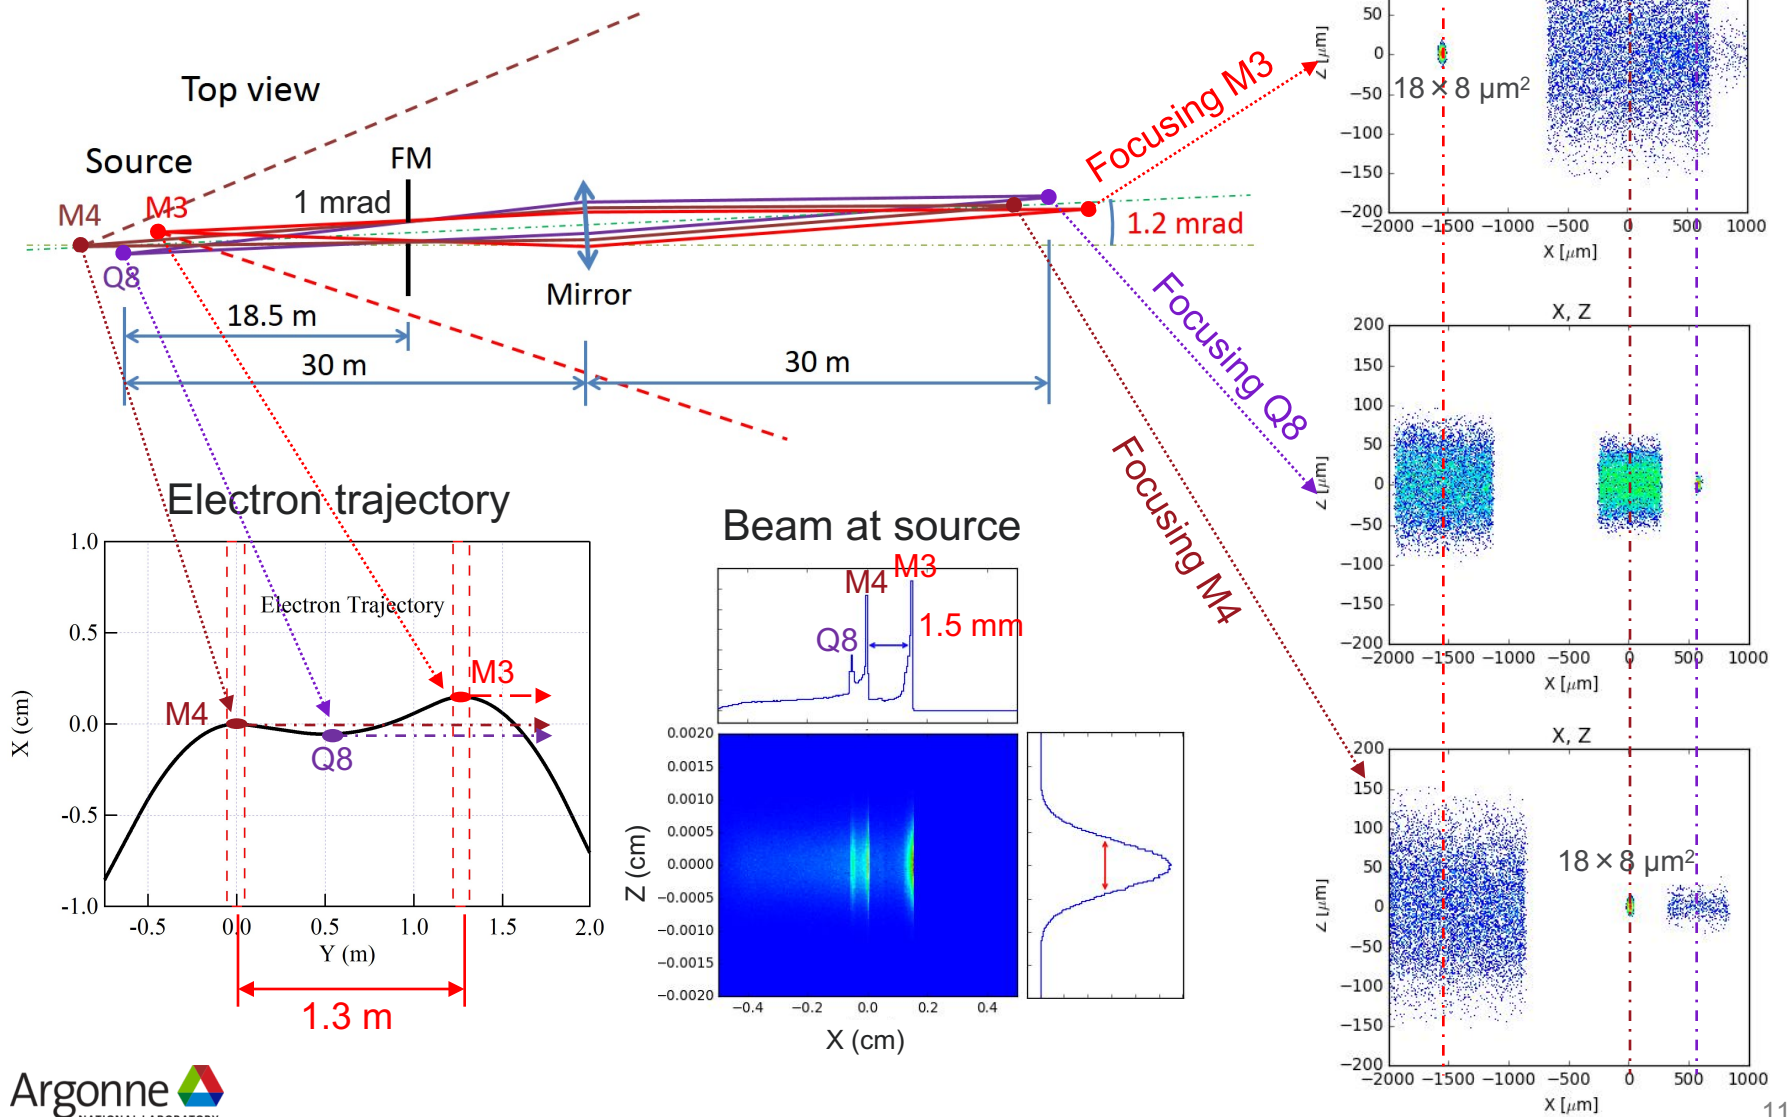 Top view
Source
FM
M4
M3
1 mrad
Q8
Mirror
18.5 m
30 m
30 m
1.2 mrad
Focusing M3
Focusing Q8
Focusing M4
Electron trajectory
1.0
0.5
0.0
-0.5
-1.0
X (cm)
Electron Trajectory
M4
Q8
M3
-0.5
0.0
0.5
1.0
1.5
2.0
Y (m)
1.3 m
Beam at source
M3
M4
Q8
1.5 mm
0.0020
0.0015
0.0010
0.0005
0.0000
−0.0005
−0.0010
−0.0015
−0.0020
Z (cm)
−0.4
−0.2
0.0
0.2
0.4
X (cm)
50
0
−50
−100
−150
−200
Z [μm]
18×8 μm²
−2000 −1500 −1000 −500 0 500 1000
X [μm]
X, Z
200
150
100
50
0
−50
−100
−150
−200
Z [μm]
−2000 −1500 −1000 −500 0 500 1000
X [μm]
X, Z
200
150
100
50
0
−50
−100
−150
−200
Z [μm]
18×8 μm²
−2000 −1500 −1000 −500 0 500 1000
X [μm]
Argonne
NATIONAL LABORATORY
11